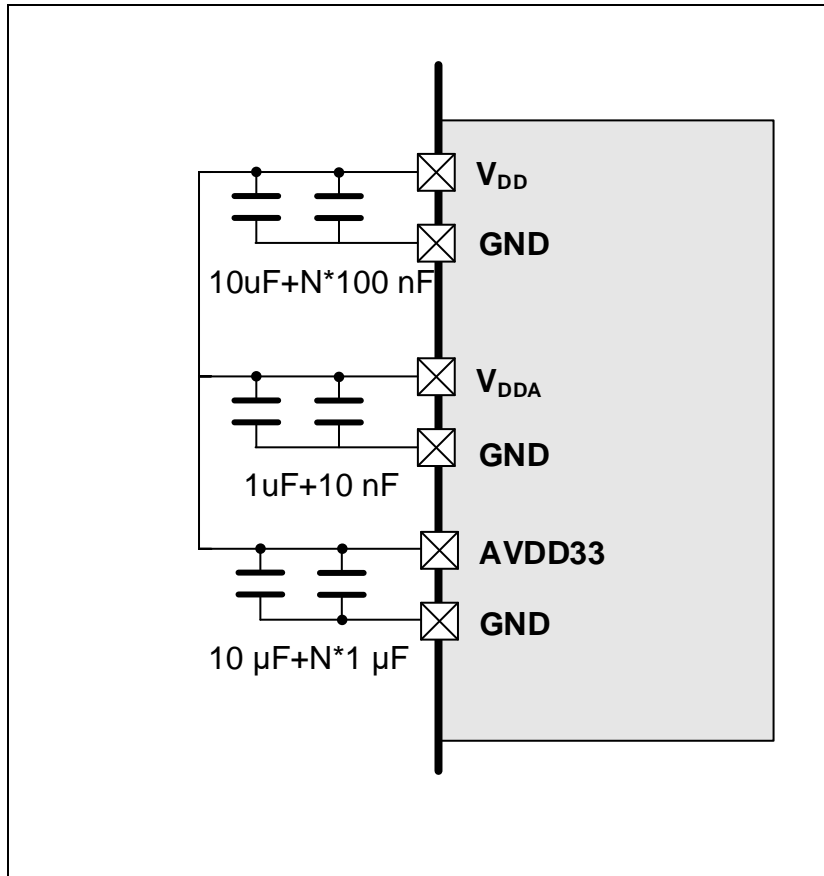 VDD
GND
10uF+N*100 nF
VDDA
GND
1uF+10 nF
AVDD33
GND
10 µF+N*1 µF